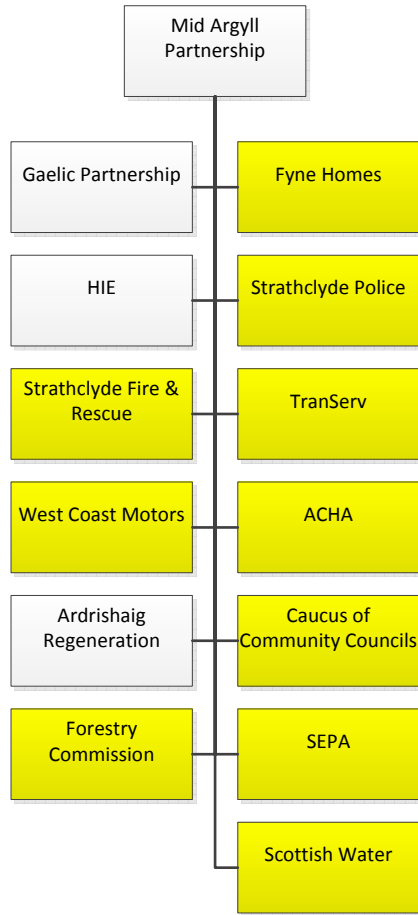 Mid Argyll
Partnership
Gaelic Partnership
Fyne Homes
HIE
Strathclyde Police
Strathclyde Fire &
Rescue
TranServ
West Coast Motors
ACHA
Ardrishaig
Regeneration
Caucus of
Community Councils
Forestry
Commission
SEPA
Scottish Water